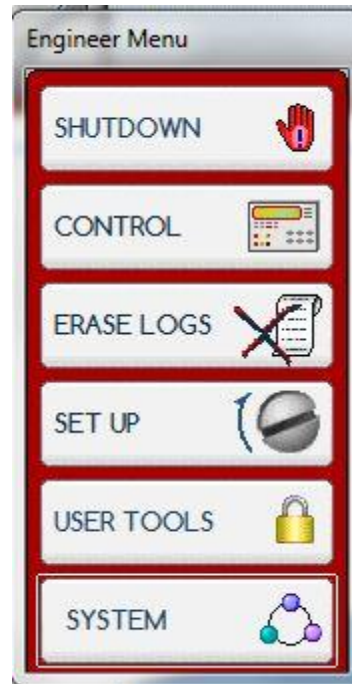 Engineer Menu
SHUTDOWN
CONTROL
ERASE LOGS
SET UP
USER TOOLS
SYSTEM